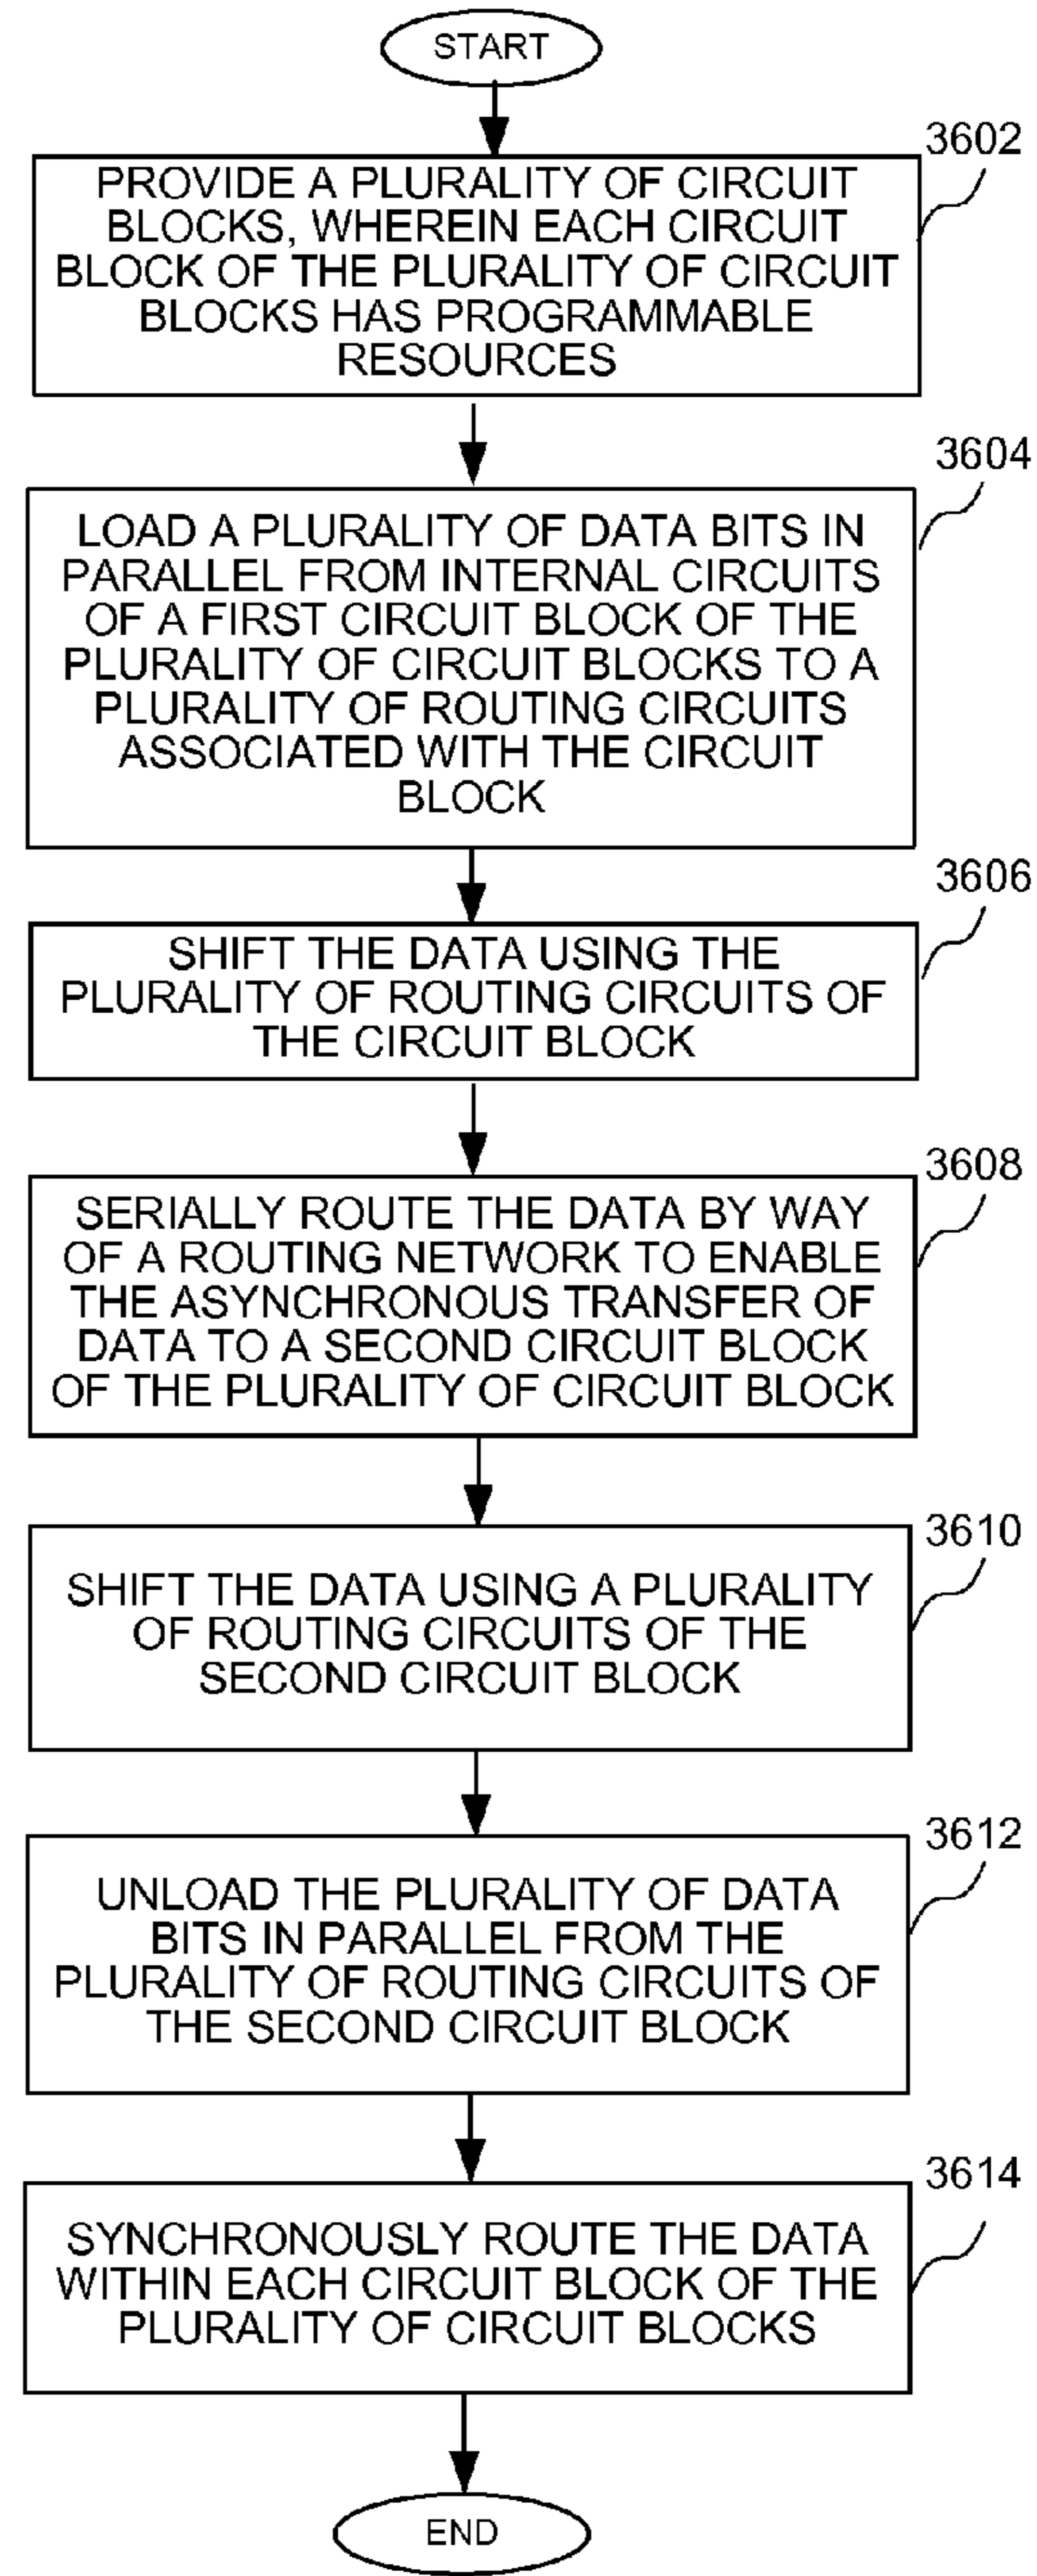 START
3602
PROVIDE A PLURALITY OF CIRCUIT
BLOCKS, WHEREIN EACH CIRCUIT
BLOCK OF THE PLURALITY OF CIRCUIT
BLOCKS HAS PROGRAMMABLE
RESOURCES
3604
LOAD A PLURALITY OF DATA BITS IN
PARALLEL FROM INTERNAL CIRCUITS
OF A FIRST CIRCUIT BLOCK OF THE
PLURALITY OF CIRCUIT BLOCKS TO A
PLURALITY OF ROUTING CIRCUITS
ASSOCIATED WITH THE CIRCUIT
BLOCK
3606
SHIFT THE DATA USING THE
PLURALITY OF ROUTING CIRCUITS OF
THE CIRCUIT BLOCK
3608
SERIALLY ROUTE THE DATA BY WAY
OF A ROUTING NETWORK TO ENABLE
THE ASYNCHRONOUS TRANSFER OF
DATA TO A SECOND CIRCUIT BLOCK
OF THE PLURALITY OF CIRCUIT BLOCK
3610
SHIFT THE DATA USING A PLURALITY
OF ROUTING CIRCUITS OF THE
SECOND CIRCUIT BLOCK
3612
UNLOAD THE PLURALITY OF DATA
BITS IN PARALLEL FROM THE
PLURALITY OF ROUTING CIRCUITS OF
THE SECOND CIRCUIT BLOCK
3614
SYNCHRONOUSLY ROUTE THE DATA
WITHIN EACH CIRCUIT BLOCK OF THE
PLURALITY OF CIRCUIT BLOCKS
END